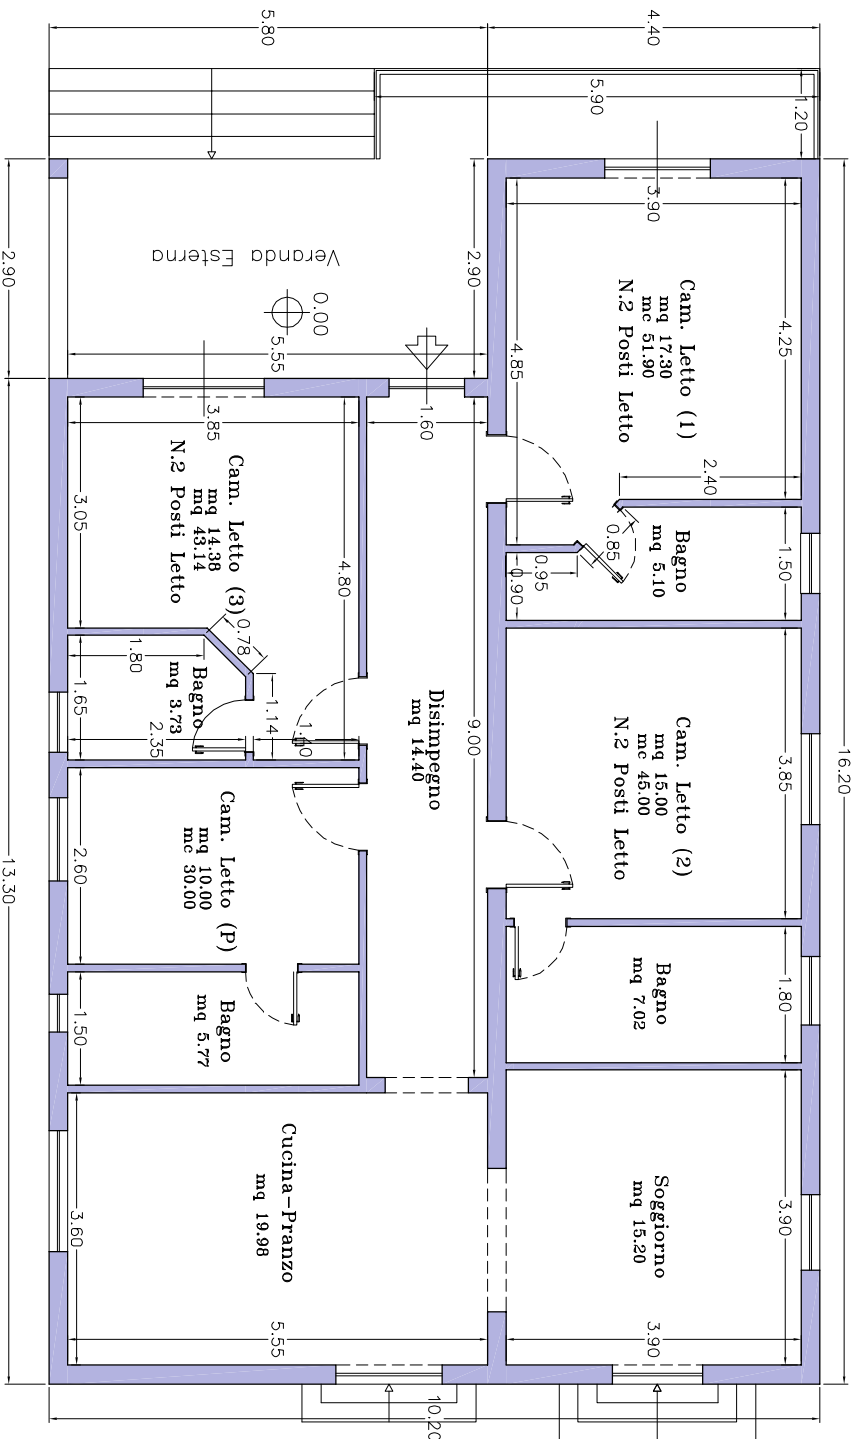 5.80
4.40
5.90
1.20
2.90
2.90
16.20
Veranda Esterna
0.00
5.55
3.90
4.25
4.85
Cam. Letto (1)
mq 17.30
mc 51.90
N.2 Posti Letto
2.40
Bagno
mq 5.10
1.50
0.85
0.95
0.90
1.60
3.85
3.05
4.80
Cam. Letto (3)
mq 14.38
mq 43.14
N.2 Posti Letto
0.78
1.80
1.65
1.14
2.35
Bagno
mq 3.73
Disimpegno
mq 14.40
9.00
Cam. Letto (2)
mq 15.00
mc 45.00
N.2 Posti Letto
3.85
Cam. Letto (P)
mq 10.00
mc 30.00
2.60
13.30
Bagno
mq 7.02
1.80
Bagno
mq 5.77
1.50
Cucina-Pranzo
mq 19.98
3.60
5.55
Soggiorno
mq 15.20
3.90
3.90
10.20